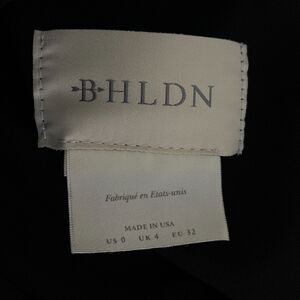 BHLDN
Fabriqué en Etats-unis
MADE IN USA
US 0 UK 4 EU 32